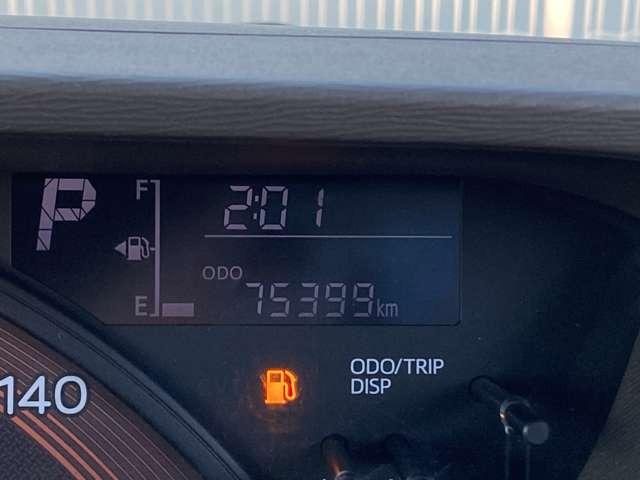 P
F
2:01
ODO
75399km
E
ODO/TRIP
DISP
140